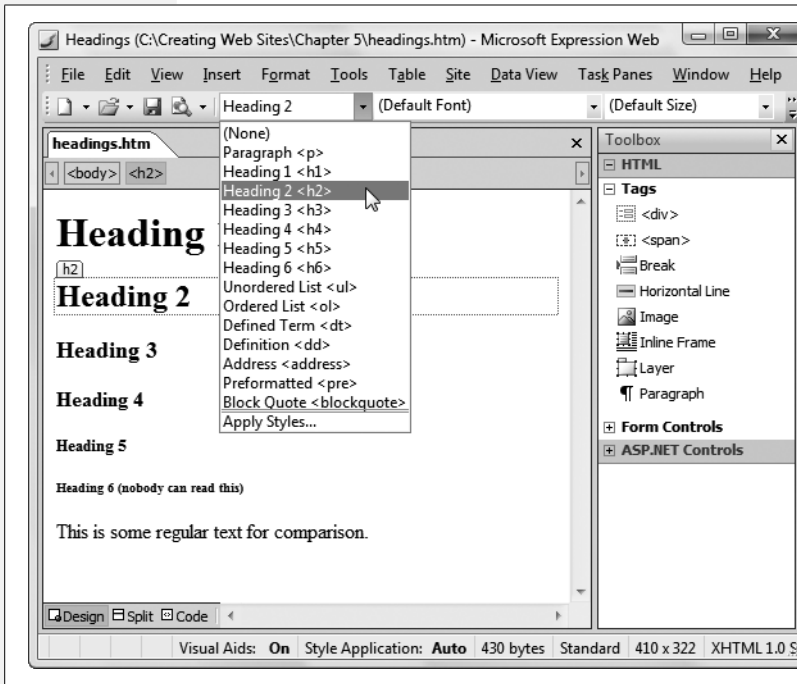 Headings (C:\Creating Web Sites\Chapter 5\headings.htm) - Microsoft Expression Web
File Edit View Insert Format Tools Table Site Data View Task Panes Window Help
Heading 2 (Default Font) (Default Size)
headings.htm
<body> <h2>
(None)
Paragraph <p>
Heading 1 <h1>
Heading 2 <h2>
Heading 3 <h3>
Heading 4 <h4>
Heading 5 <h5>
Heading 6 <h6>
Unordered List <ul>
Ordered List <ol>
Defined Term <dt>
Definition <dd>
Address <address>
Preformatted <pre>
Block Quote <blockquote>
Apply Styles...
Heading
h2
Heading 2
Heading 3
Heading 4
Heading 5
Heading 6 (nobody can read this)
This is some regular text for comparison.
Toolbox
HTML
Tags
<div>
<span>
Break
Horizontal Line
Image
Inline Frame
Layer
Paragraph
Form Controls
ASP.NET Controls
Design Split Code
Visual Aids: On Style Application: Auto 430 bytes Standard 410 x 322 XHTML 1.0 S